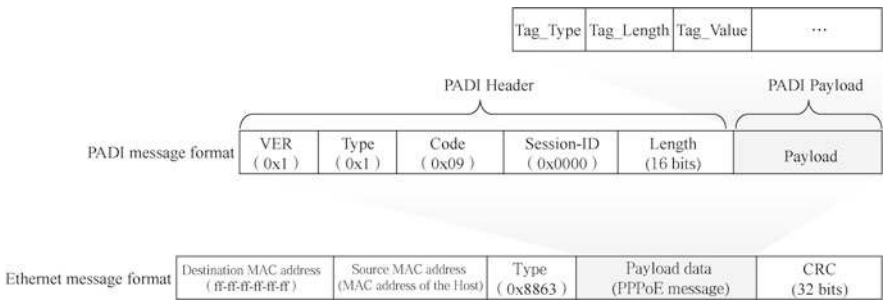 Tag_Type Tag_Length Tag_Value ...
PADI Header PADI Payload
PADI message format VER Type Code Session-ID Length Payload
(0x1) (0x1) (0x09) (0x0000) (16 bits)
Ethernet message format Destination MAC address Source MAC address Type Payload data CRC
(ff-ff-ff-ff-ff-ff) (MAC address of the Host) (0x8863) (PPPoE message) (32 bits)